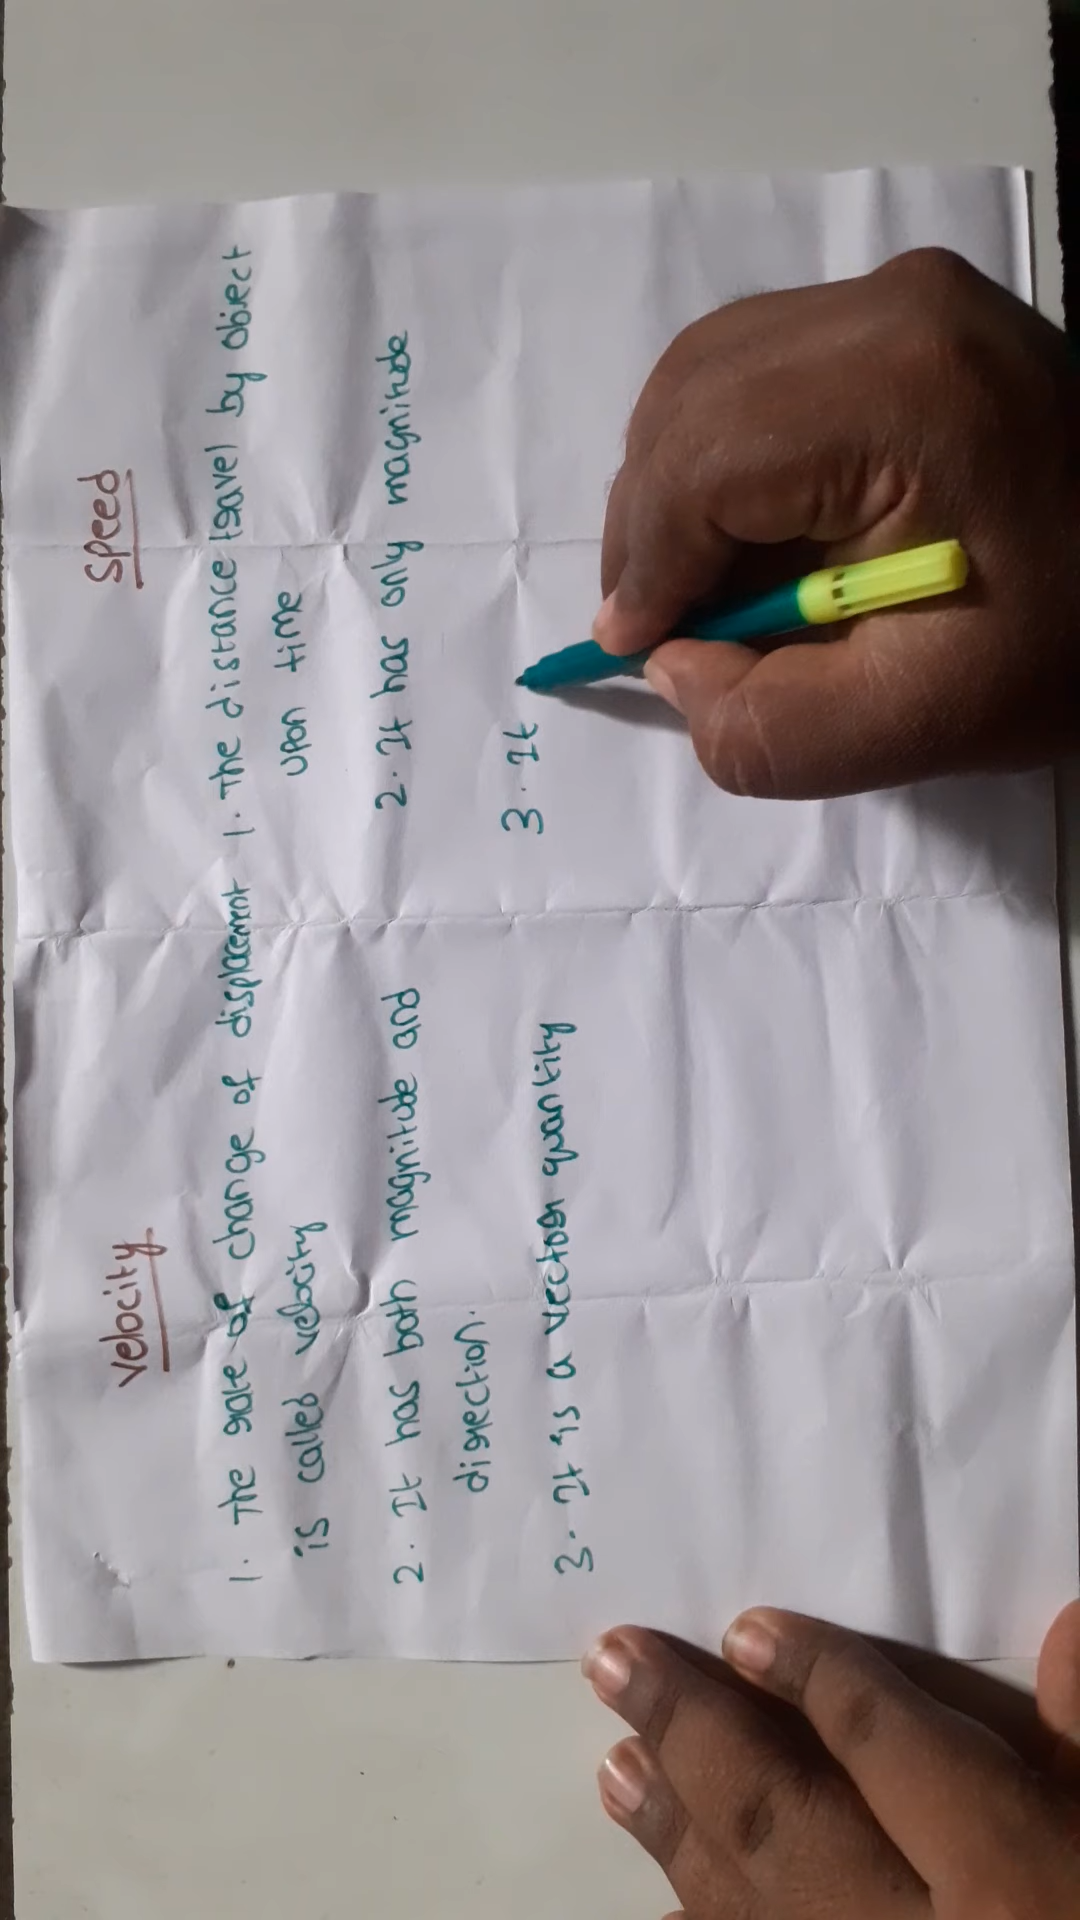 velocity
1. The rate of change of displacement
is called velocity
2. It has both magnitude and
direction.
3. It is a vector quantity
speed
1. The distance travel by object
upon time
2. It has only magnitude
3. It